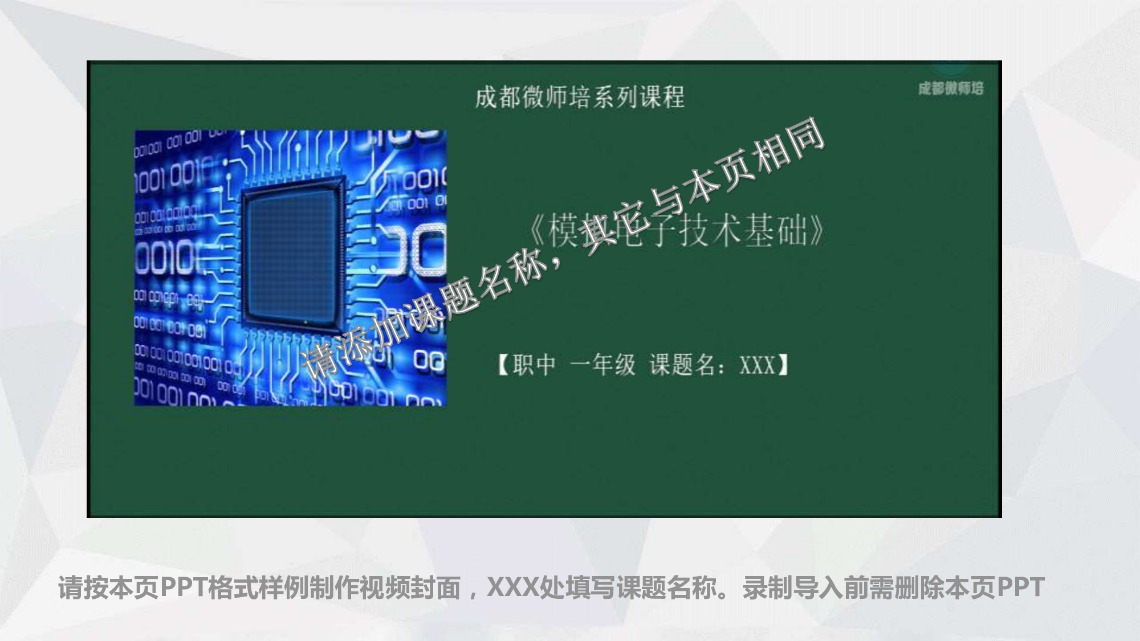 成都微师培系列课程
成都微师培
请添加课题名称，其它与本页相同
《模拟电子技术基础》
【职中 一年级 课题名：XXX】
请按本页PPT格式样例制作视频封面，XXX处填写课题名称。录制导入前需删除本页PPT